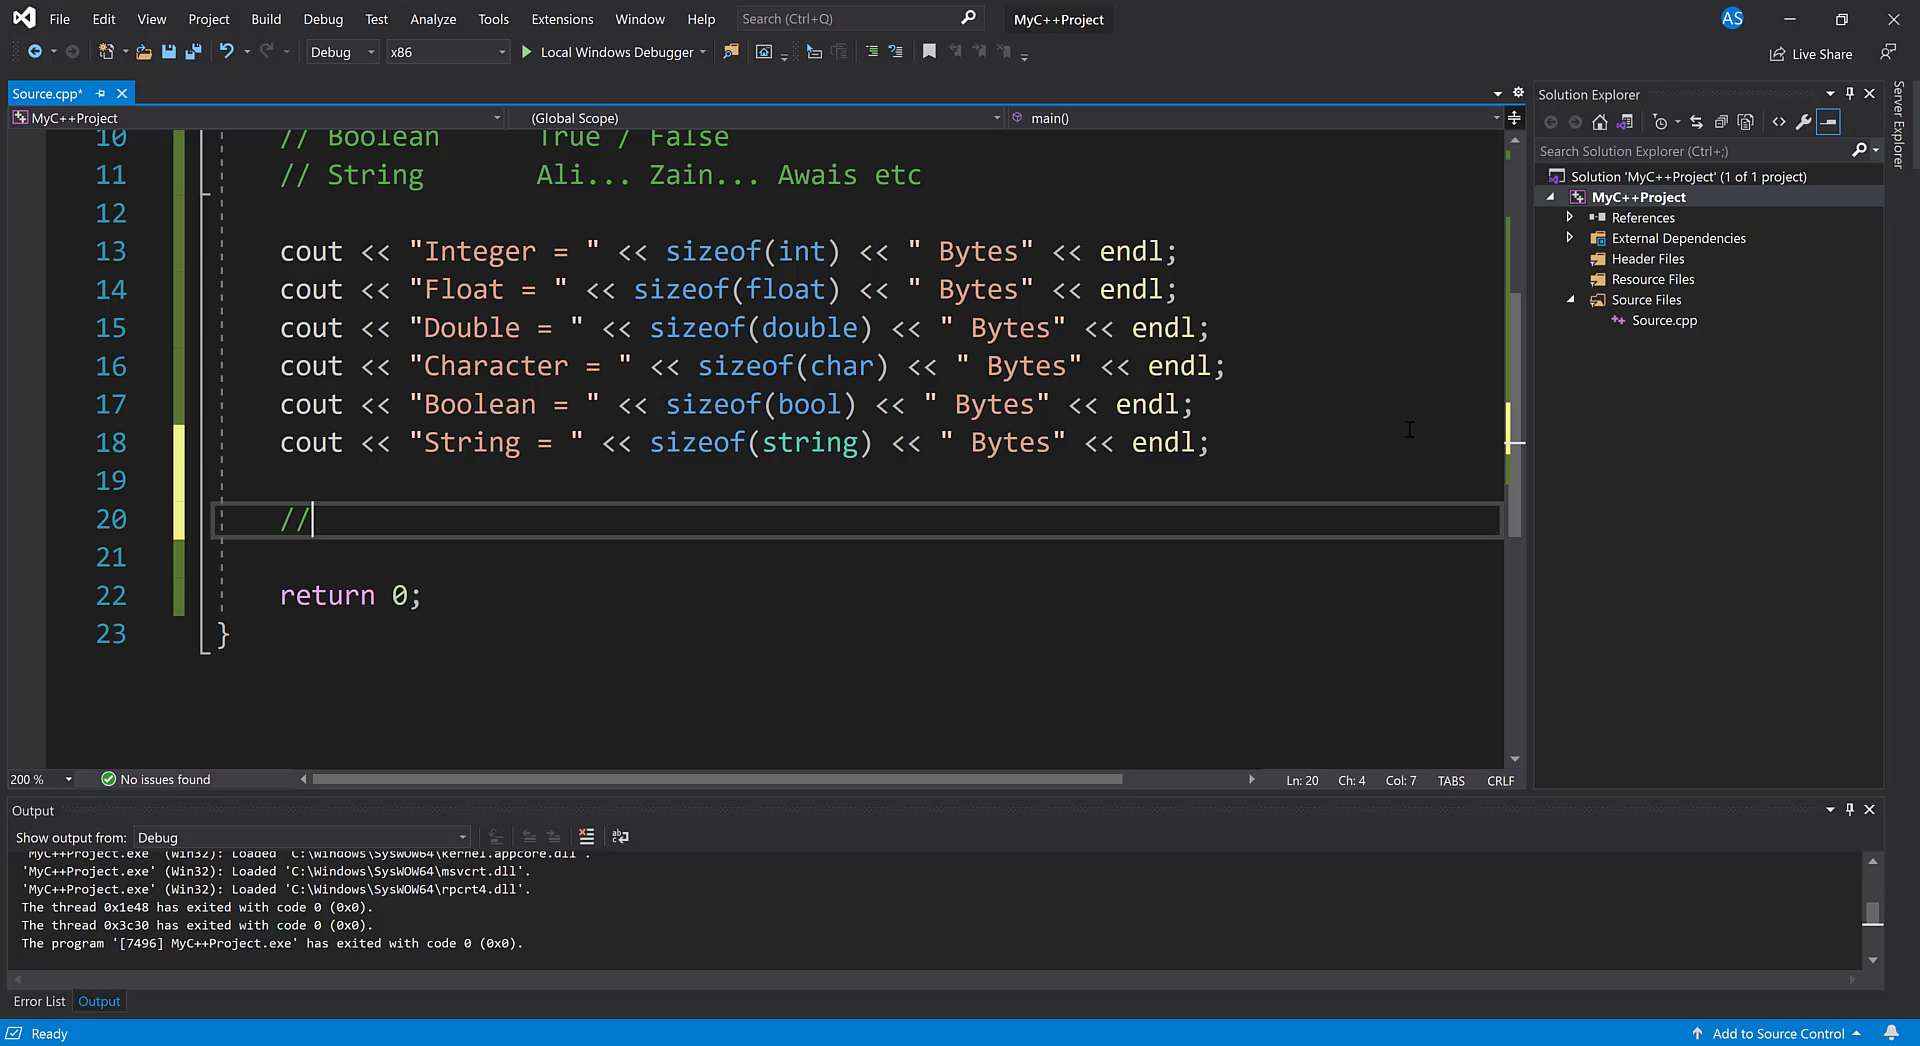 File Edit View Project Build Debug Test Analyze Tools Extensions Window Help Search (Ctrl+Q) MyC++Project AS
Debug x86 Local Windows Debugger Live Share
Source.cpp*
MyC++Project (Global Scope) main()
10 // Boolean True / False
11 // String Ali... Zain... Awais etc
12
13 cout << "Integer = " << sizeof(int) << " Bytes" << endl;
14 cout << "Float = " << sizeof(float) << " Bytes" << endl;
15 cout << "Double = " << sizeof(double) << " Bytes" << endl;
16 cout << "Character = " << sizeof(char) << " Bytes" << endl;
17 cout << "Boolean = " << sizeof(bool) << " Bytes" << endl;
18 cout << "String = " << sizeof(string) << " Bytes" << endl;
19
20 //
21
22 return 0;
23 }
200 % No issues found Ln: 20 Ch: 4 Col: 7 TABS CRLF
Solution Explorer
Search Solution Explorer (Ctrl+;)
Solution 'MyC++Project' (1 of 1 project)
MyC++Project
References
External Dependencies
Header Files
Resource Files
Source Files
Source.cpp
Server Explorer
Output
Show output from: Debug
'MyC++Project.exe' (Win32): Loaded 'C:\Windows\SysWOW64\kernel.appcore.dll'.
'MyC++Project.exe' (Win32): Loaded 'C:\Windows\SysWOW64\msvcrt.dll'.
'MyC++Project.exe' (Win32): Loaded 'C:\Windows\SysWOW64\rpcrt4.dll'.
The thread 0x1e48 has exited with code 0 (0x0).
The thread 0x3c30 has exited with code 0 (0x0).
The program '[7496] MyC++Project.exe' has exited with code 0 (0x0).
Error List Output
Ready Add to Source Control